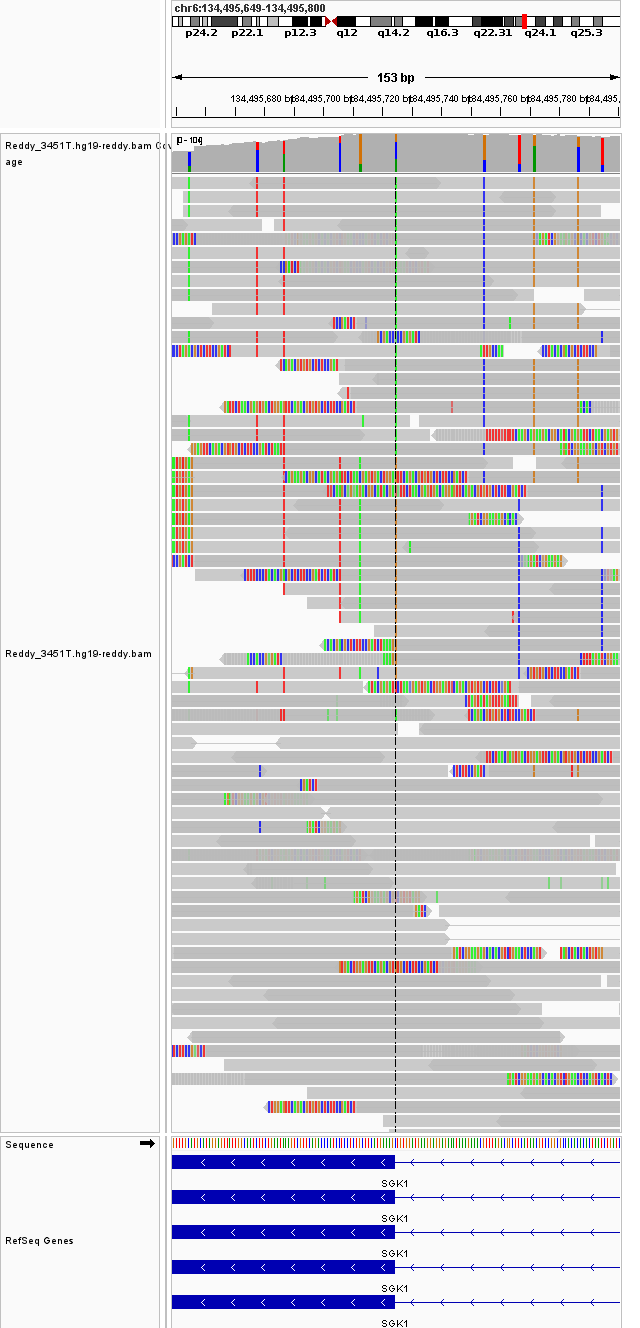 chr6:134,495,649-134,495,800
p24.2 p22.1 p12.3 q12 q14.2 q16.3 q22.31 q24.1 q25.3
153 bp
134,495,680 bp 134,495,700 bp 134,495,720 bp 134,495,740 bp 134,495,760 bp 134,495,780 bp
[0 - 104]
Reddy_3451T.hg19-reddy.bam Cov
age
Reddy_3451T.hg19-reddy.bam
Sequence
SGK1
SGK1
RefSeq Genes
SGK1
SGK1
SGK1